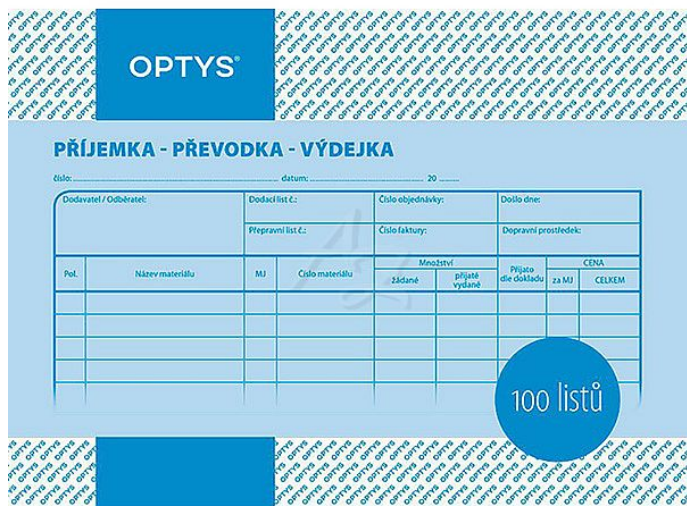 OPTYS®
PŘÍJEMKA - PŘEVODKA - VÝDEJKA
číslo: datum: 20
Dodavatel / Odběratel: Dodací list č.: Číslo objednávky: Došlo dne:
Přepravní list č.: Číslo faktury: Dopravní prostředek:
Pol. Název materiálu MJ Číslo materiálu Množství Přijato dle dokladu CENA
žádané přijaté vydané za MJ CELKEM
100 listů